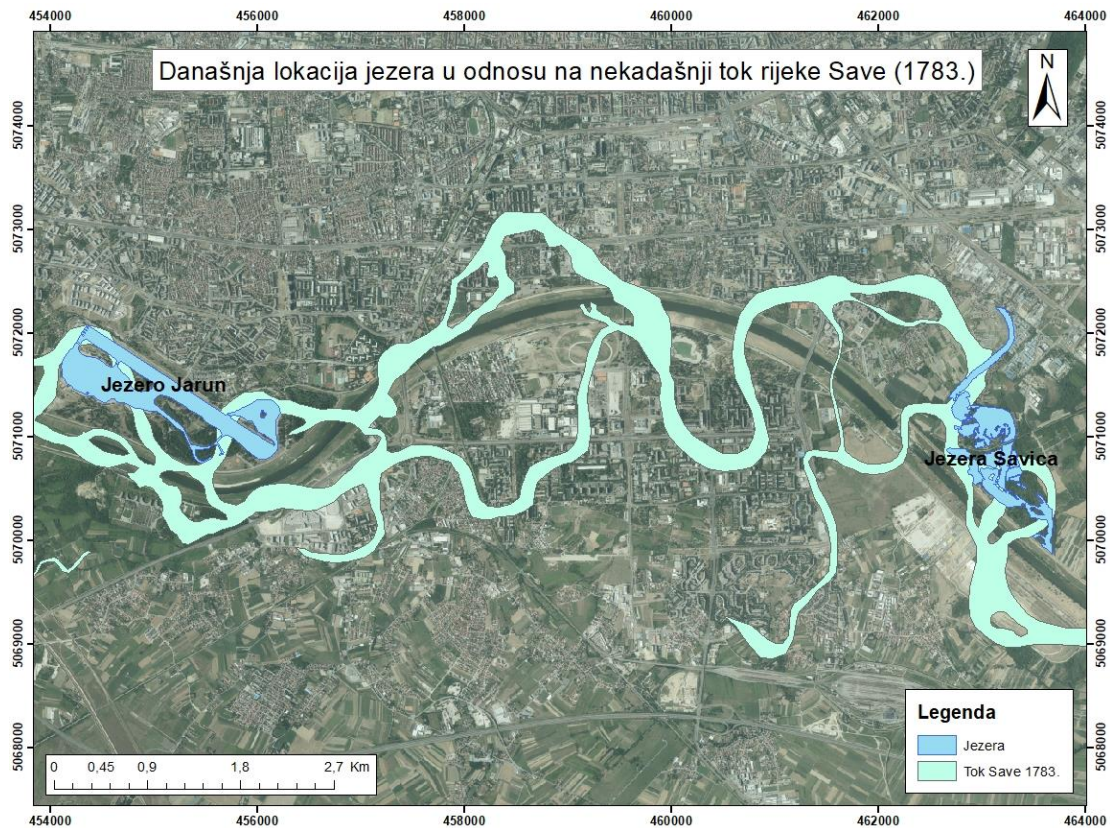 454000 456000 458000 460000 462000 464000
Današnja lokacija jezera u odnosu na nekadašnji tok rijeke Save (1783.)
N
5074000 5074000
5073000 5073000
5072000 5072000
Jezero Jarun
5071000 5071000
Jezera Savica
5070000 5070000
5069000 5069000
Legenda
Jezera
Tok Save 1783.
5068000 5068000
0 0,45 0,9 1,8 2,7 Km
454000 456000 458000 460000 462000 464000